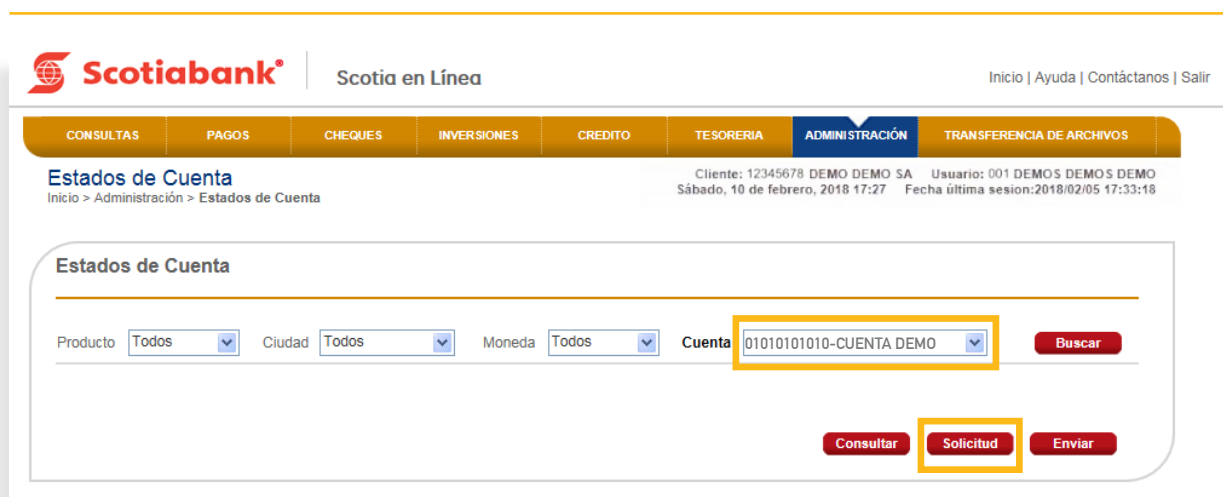 Scotiabank® Scotia en Línea Inicio | Ayuda | Contáctanos | Salir
CONSULTAS PAGOS CHEQUES INVERSIONES CREDITO TESORERIA ADMINISTRACIÓN TRANSFERENCIA DE ARCHIVOS
Estados de Cuenta Cliente: 12345678 DEMO DEMO SA Usuario: 001 DEMOS DEMOS DEMO
Inicio > Administración > Estados de Cuenta Sábado, 10 de febrero, 2018 17:27 Fecha última sesion:2018/02/05 17:33:18
Estados de Cuenta
Producto Todos Ciudad Todos Moneda Todos Cuenta 01010101010-CUENTA DEMO Buscar
Consultar Solicitud Enviar